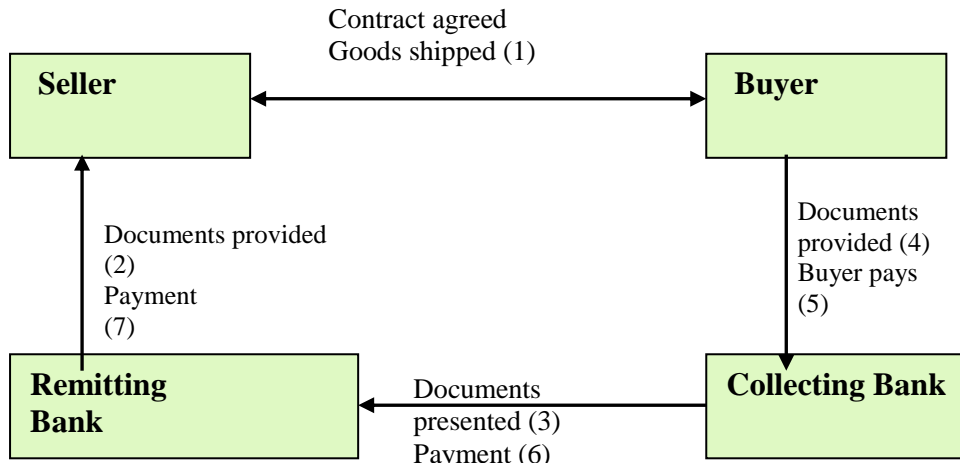 Contract agreed
Goods shipped (1)
Seller
Buyer
Documents provided
(2)
Payment
(7)
Documents
provided (4)
Buyer pays
(5)
Remitting
Bank
Documents
presented (3)
Payment (6)
Collecting Bank